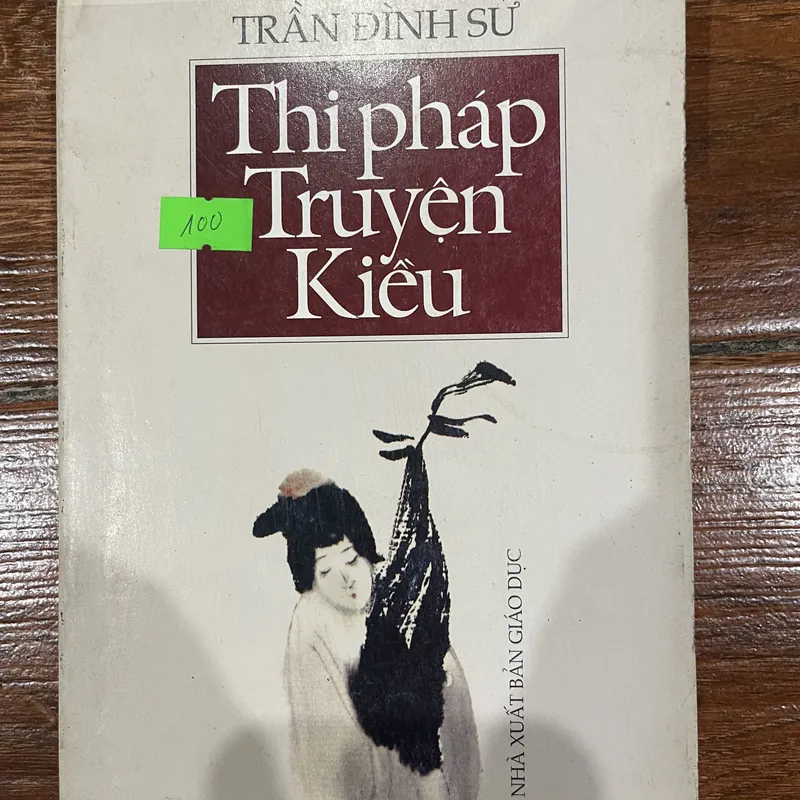 TRẦN ĐÌNH SỬ
Thi pháp
Truyện
Kiều
100
NHÀ XUẤT BẢN GIÁO DỤC